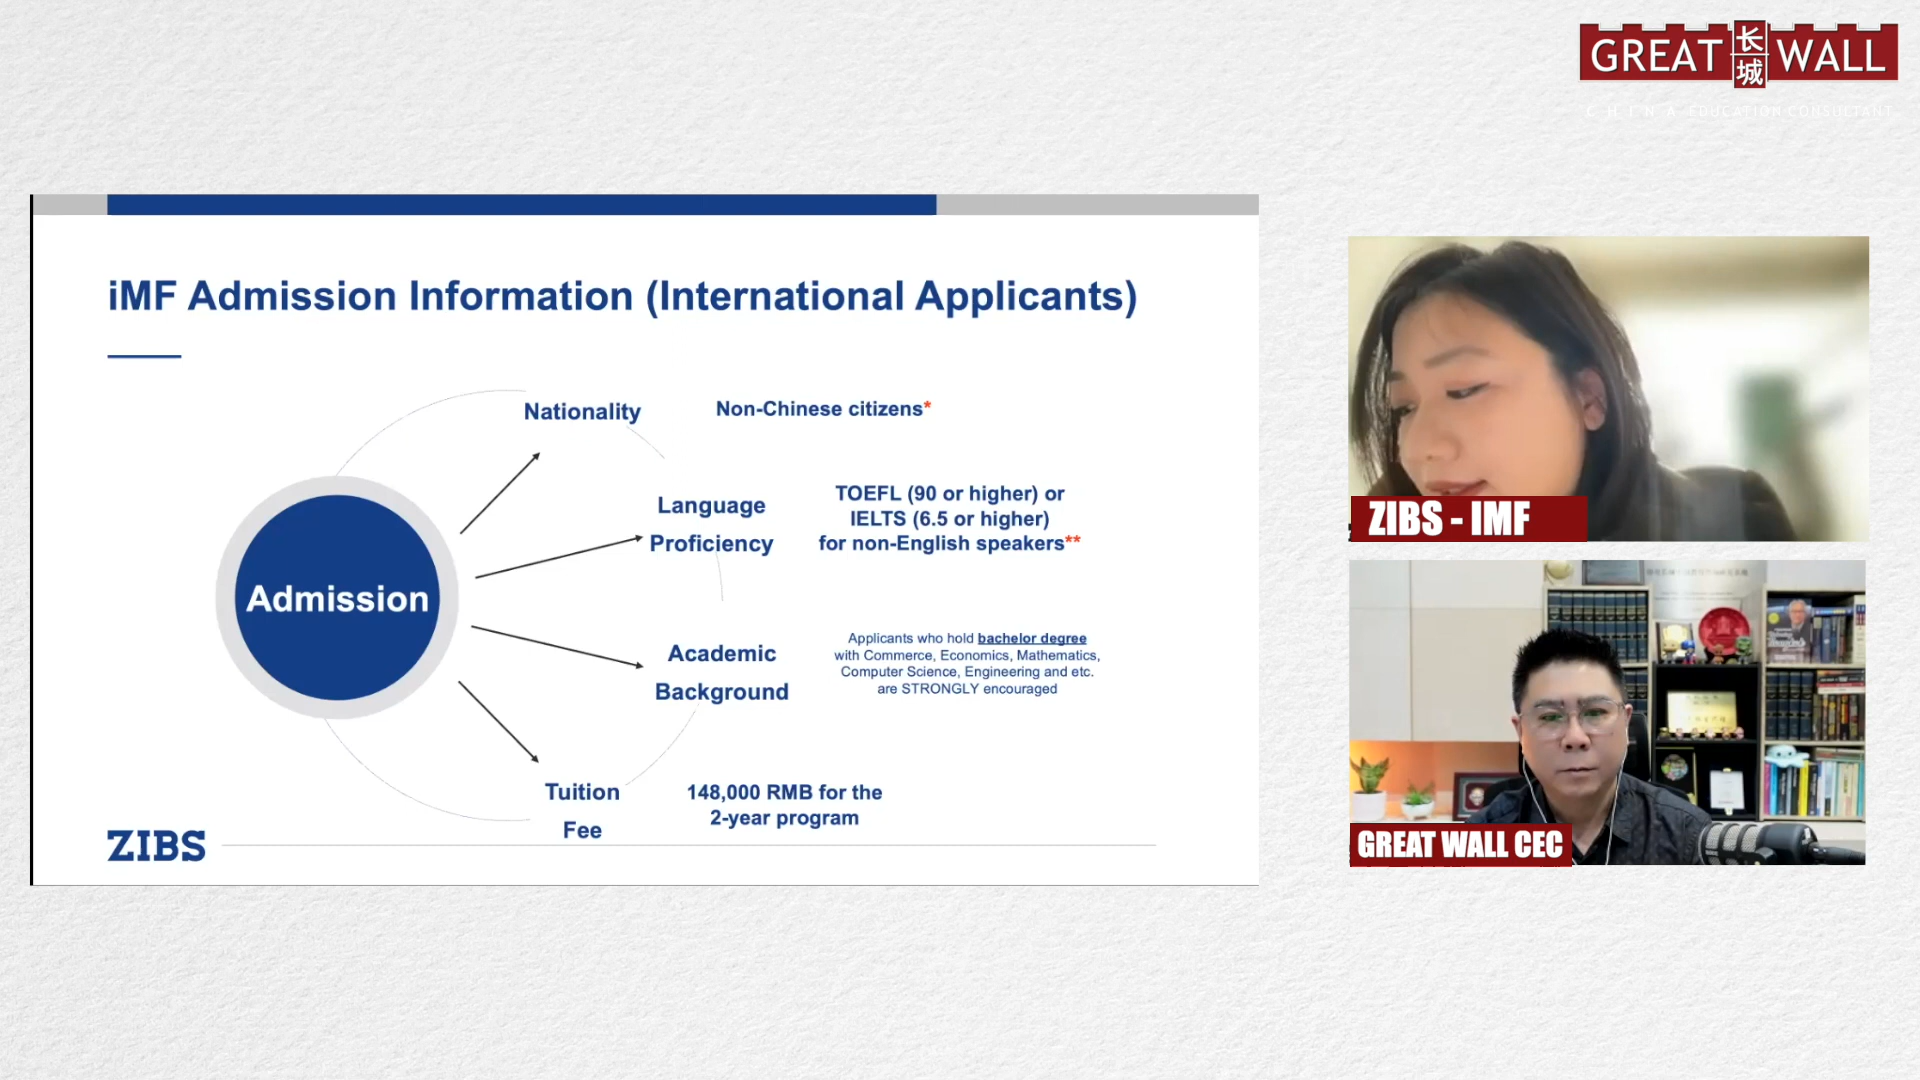 GREAT 长城 WALL
CHINA EDUCATION CONSULTANT
iMF Admission Information (International Applicants)
Nationality
Non-Chinese citizens*
Language
Proficiency
TOEFL (90 or higher) or
IELTS (6.5 or higher)
for non-English speakers**
Admission
Academic
Background
Applicants who hold bachelor degree
with Commerce, Economics, Mathematics,
Computer Science, Engineering and etc.
are STRONGLY encouraged
Tuition
Fee
148,000 RMB for the
2-year program
ZIBS
ZIBS - IMF
GREAT WALL CEC